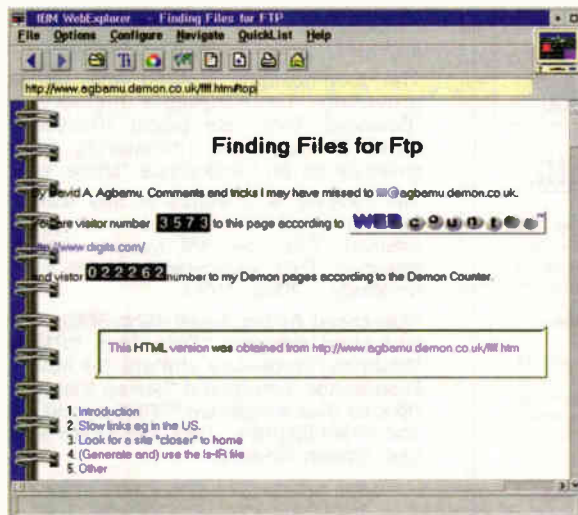 IBM WebExplorer - Finding Files for FTP
File Options Configure Navigate QuickList Help
http://www.agbamu.demon.co.uk/ffff.htm#top
Finding Files for Ftp
By David A. Agbamu. Comments and tricks I may have missed to @agbamu.demon.co.uk.
You are visitor number 3573 to this page according to WEB counter
http://www.digits.com/
and vistor 022262 number to my Demon pages according to the Demon Counter.
This HTML version was obtained from http://www.agbamu.demon.co.uk/ffff.htm
1. Introduction
2. Slow links eg in the US.
3. Look for a site "closer" to home
4. (Generate and) use the ls-lR file
5. Other